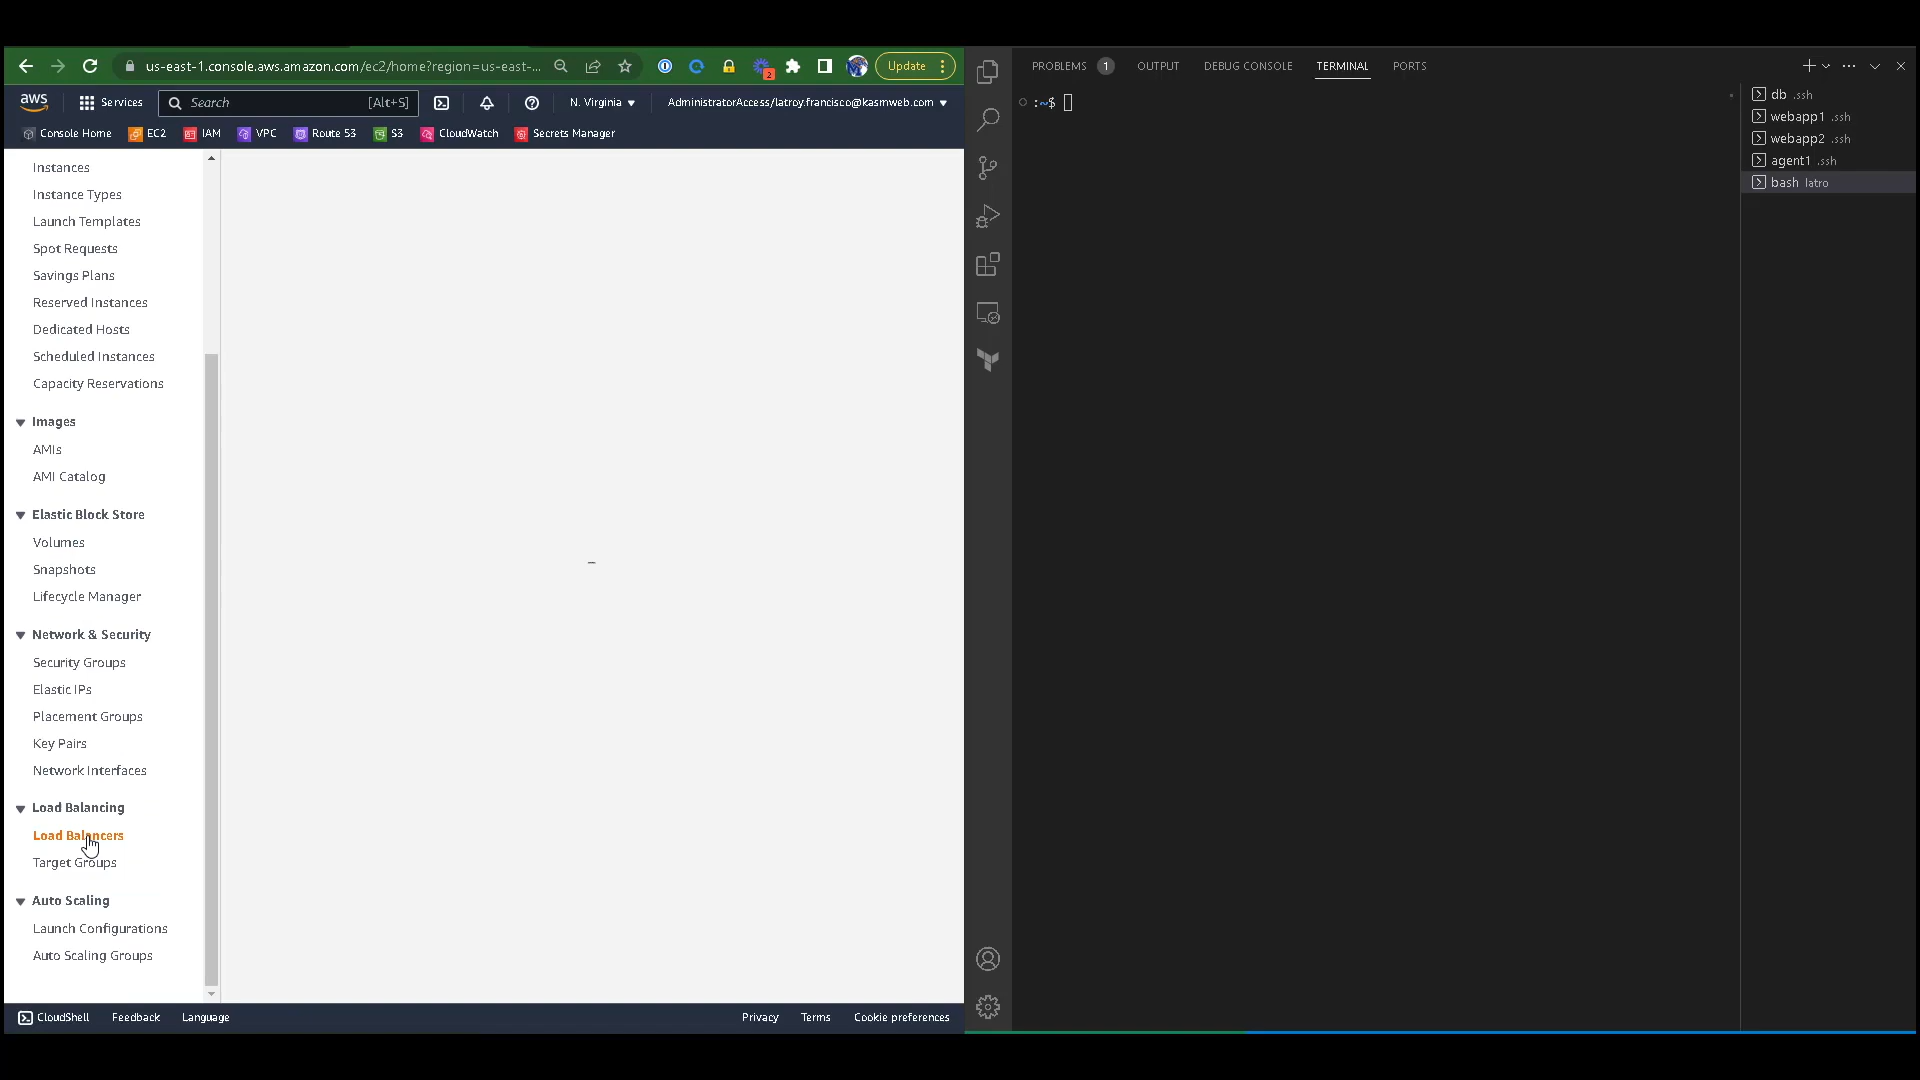 us-east-1.console.aws.amazon.com/ec2/home?region=us-east-...
2
Update
aws
Services
Search
[Alt+S]
N. Virginia
AdministratorAccess/latroy.francisco@kasmweb.com
Console Home
EC2
IAM
VPC
Route 53
S3
CloudWatch
Secrets Manager
Instances
Instance Types
Launch Templates
Spot Requests
Savings Plans
Reserved Instances
Dedicated Hosts
Scheduled Instances
Capacity Reservations
Images
AMIs
AMI Catalog
Elastic Block Store
Volumes
Snapshots
Lifecycle Manager
Network & Security
Security Groups
Elastic IPs
Placement Groups
Key Pairs
Network Interfaces
Load Balancing
Load Balancers
Target Groups
Auto Scaling
Launch Configurations
Auto Scaling Groups
CloudShell
Feedback
Language
Privacy
Terms
Cookie preferences
PROBLEMS 1
OUTPUT
DEBUG CONSOLE
TERMINAL
PORTS
:~$
db .ssh
webapp1 .ssh
webapp2 .ssh
agent1 .ssh
bash latro